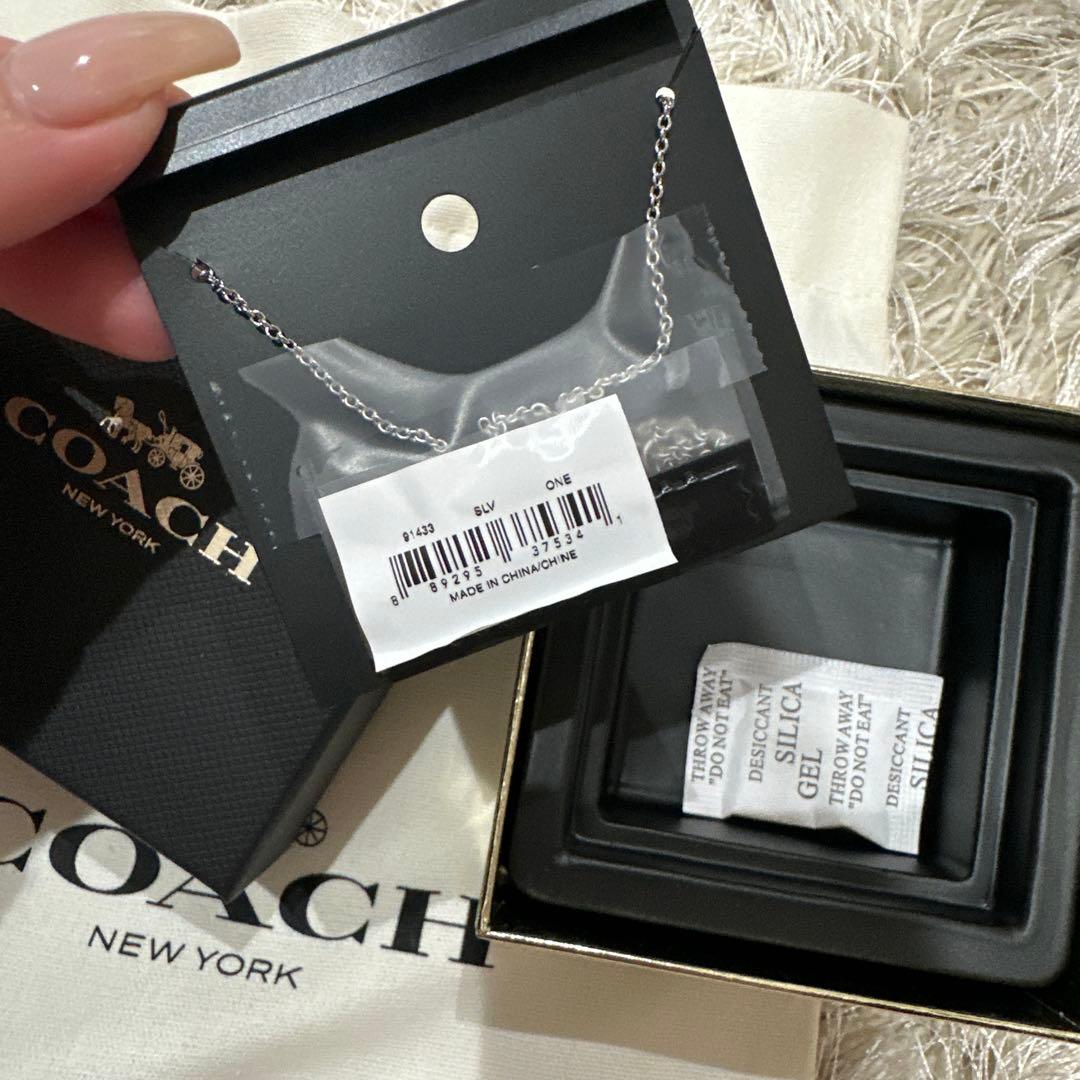 COACH
NEW YORK
91433 SLV ONE
8 89295 37534 1
MADE IN CHINA/CHINE
THROW AWAY
"DO NOT EAT"
DESICCANT
SILICA
GEL
THROW AWAY
"DO NOT EAT"
DESICCANT
SILICA
COACH
NEW YORK